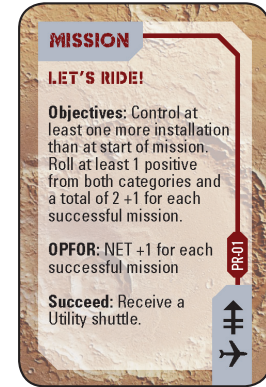 MISSION
LET'S RIDE!
Objectives: Control at
least one more installation
than at start of mission.
Roll at least 1 positive
from both categories and
a total of 2 +1 for each
successful mission.
OPFOR: NET +1 for each
successful mission
Succeed: Receive a
Utility shuttle.
PR-01